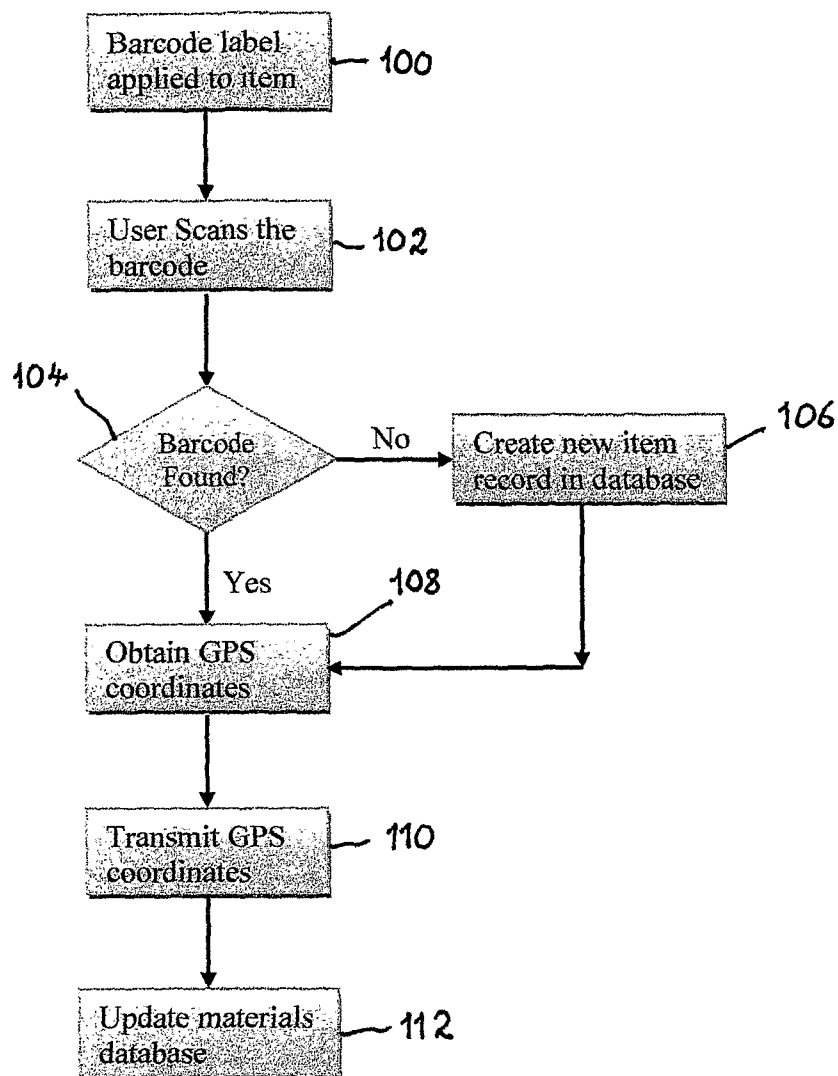 Barcode label
applied to item
100
User Scans the
barcode
102
104
Barcode
Found?
No
Create new item
record in database
106
Yes
108
Obtain GPS
coordinates
Transmit GPS
coordinates
110
Update materials
database
112